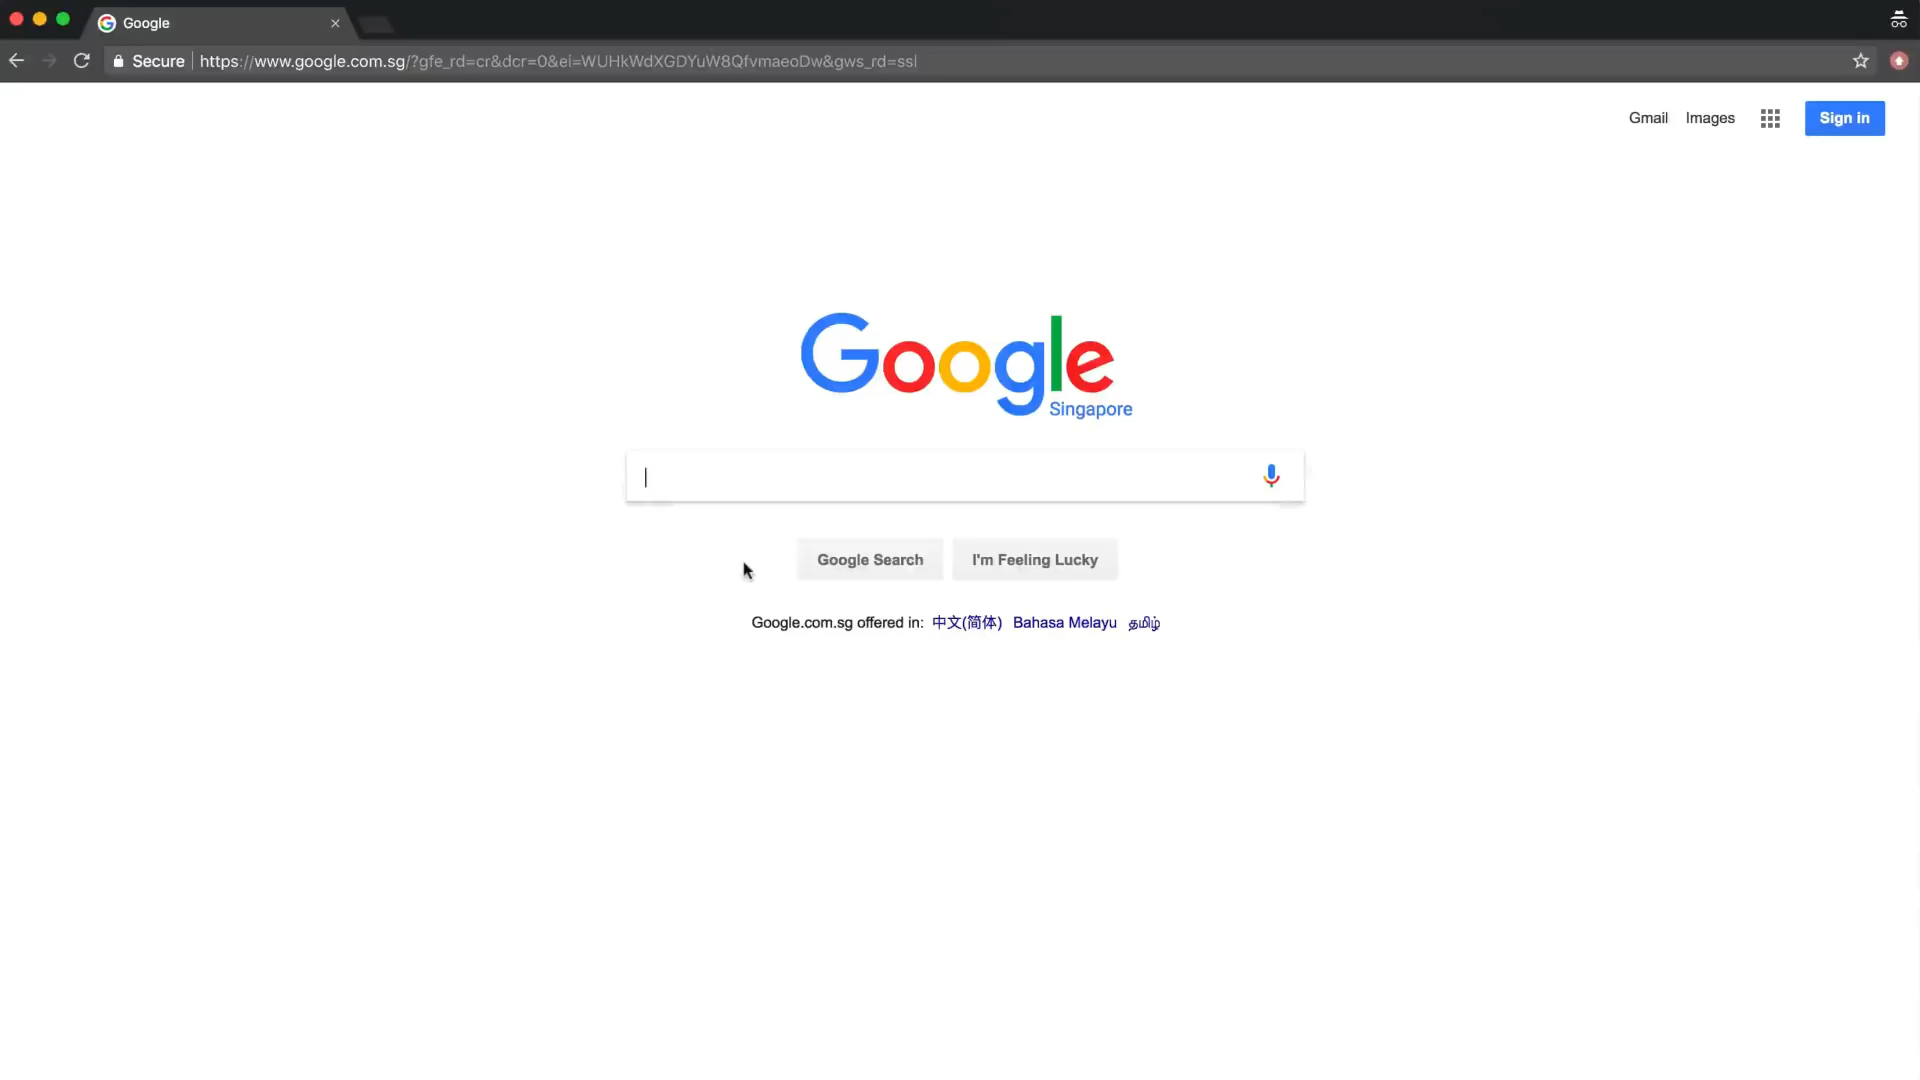 Google
Secure https://www.google.com.sg/?gfe_rd=cr&dcr=0&ei=WUHkWdXGDYuW8QfvmaeoDw&gws_rd=ssl
Gmail Images Sign in
Google
Singapore
Google Search I'm Feeling Lucky
Google.com.sg offered in: 中文(简体) Bahasa Melayu தமிழ்